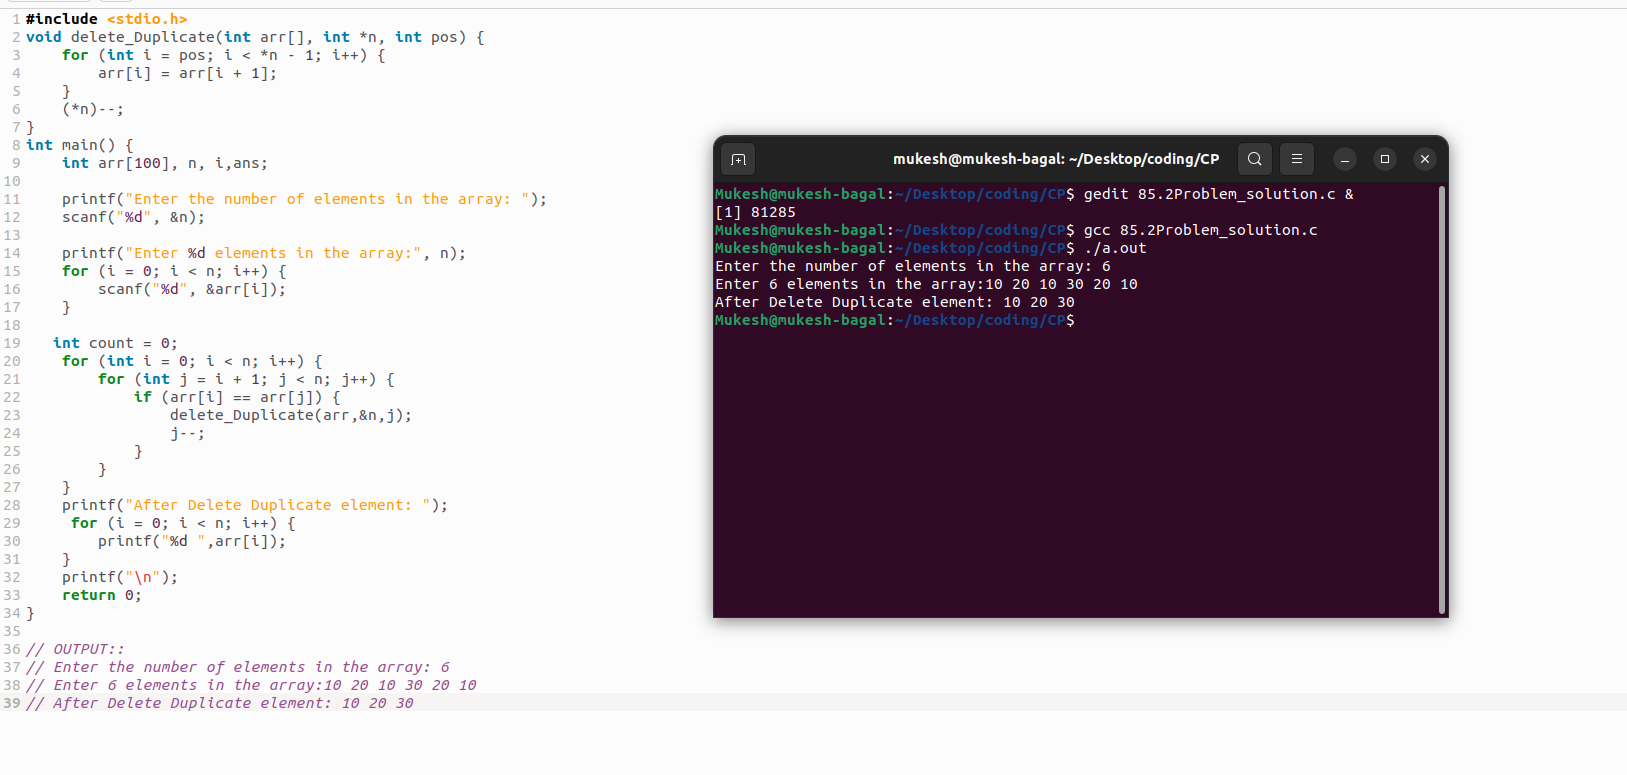 1 #include <stdio.h>
2 void delete_Duplicate(int arr[], int *n, int pos) {
3     for (int i = pos; i < *n - 1; i++) {
4         arr[i] = arr[i + 1];
5     }
6     (*n)--;
7 }
8 int main() {
9     int arr[100], n, i,ans;
10
11     printf("Enter the number of elements in the array: ");
12     scanf("%d", &n);
13
14     printf("Enter %d elements in the array:", n);
15     for (i = 0; i < n; i++) {
16         scanf("%d", &arr[i]);
17     }
18
19    int count = 0;
20     for (int i = 0; i < n; i++) {
21         for (int j = i + 1; j < n; j++) {
22             if (arr[i] == arr[j]) {
23                 delete_Duplicate(arr,&n,j);
24                 j--;
25             }
26         }
27     }
28     printf("After Delete Duplicate element: ");
29      for (i = 0; i < n; i++) {
30         printf("%d ",arr[i]);
31     }
32     printf("\n");
33     return 0;
34 }
35
36 // OUTPUT::
37 // Enter the number of elements in the array: 6
38 // Enter 6 elements in the array:10 20 10 30 20 10
39 // After Delete Duplicate element: 10 20 30
mukesh@mukesh-bagal: ~/Desktop/coding/CP
Mukesh@mukesh-bagal:~/Desktop/coding/CP$ gedit 85.2Problem_solution.c &
[1] 81285
Mukesh@mukesh-bagal:~/Desktop/coding/CP$ gcc 85.2Problem_solution.c
Mukesh@mukesh-bagal:~/Desktop/coding/CP$ ./a.out
Enter the number of elements in the array: 6
Enter 6 elements in the array:10 20 10 30 20 10
After Delete Duplicate element: 10 20 30
Mukesh@mukesh-bagal:~/Desktop/coding/CP$